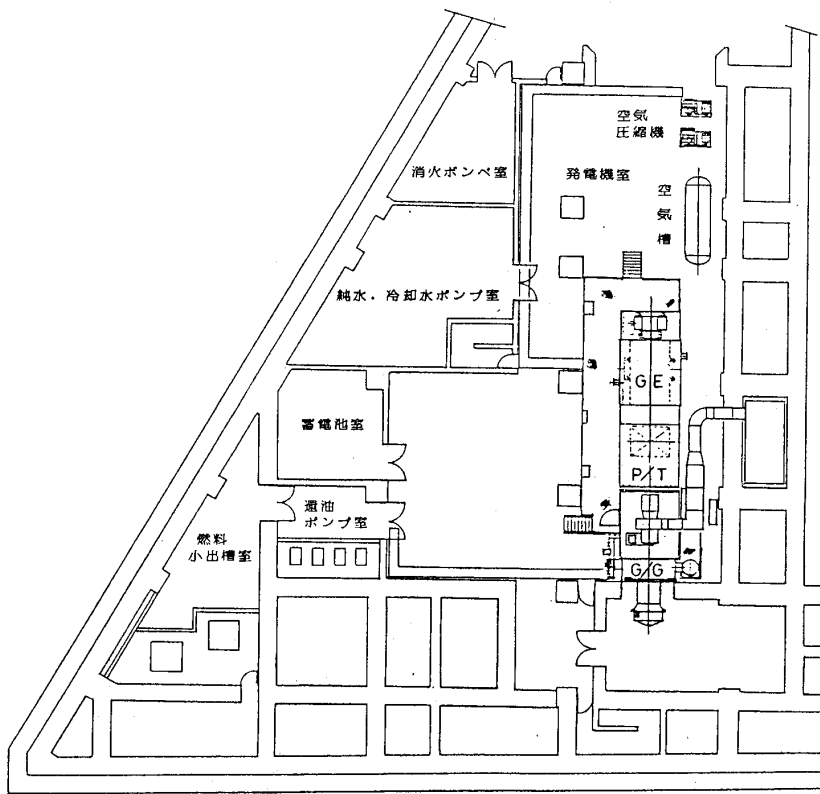 空気
圧縮機
消火ボンベ室
発電機室
空
気
槽
純水．冷却水ポンプ室
GE
蓄電池室
P/T
還油
ポンプ室
燃料
小出槽室
G/G